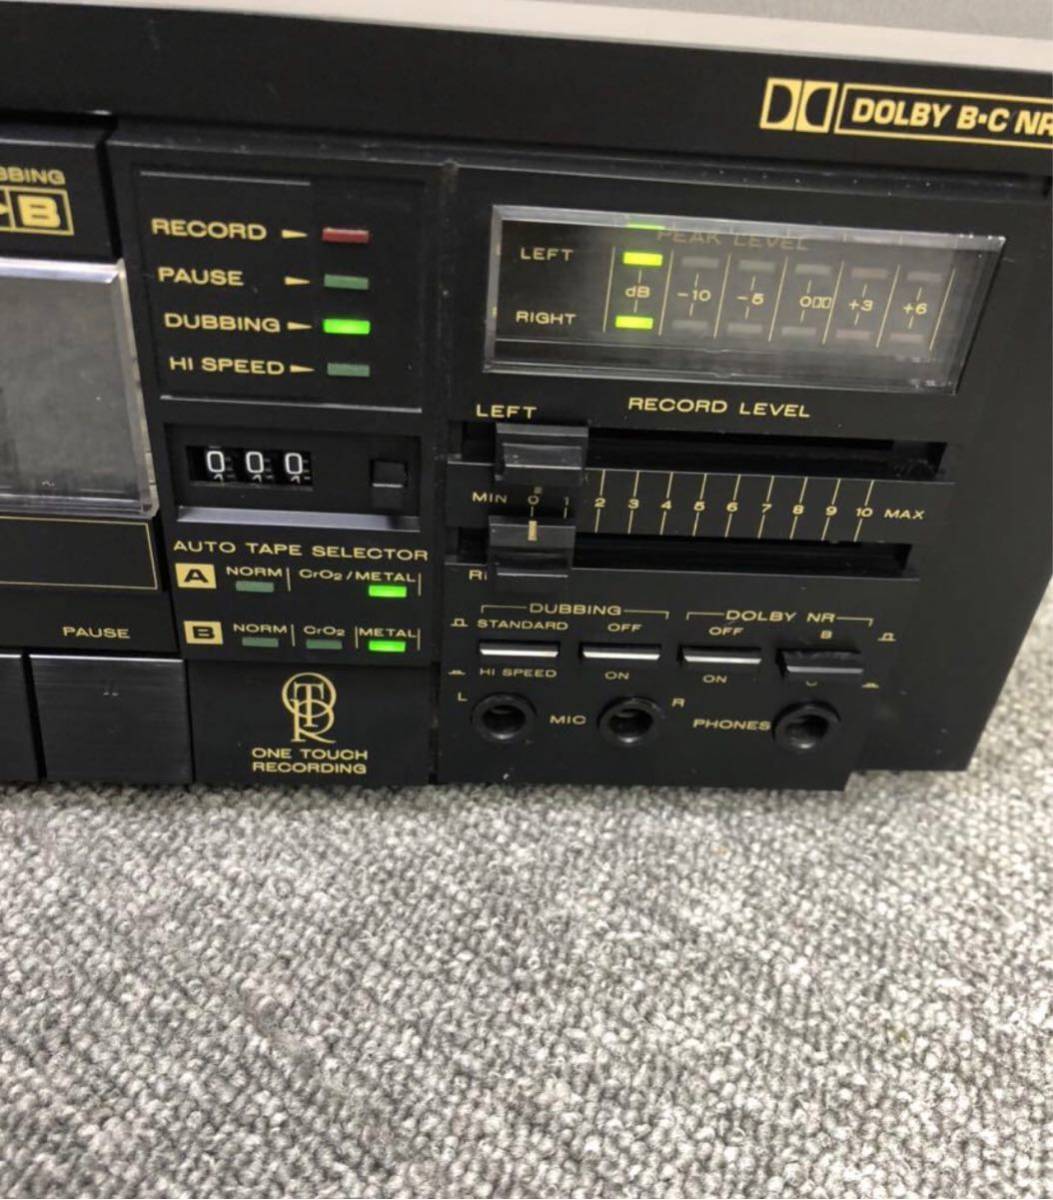 DOLBY B·C NR
B
RECORD
PAUSE
DUBBING
HI SPEED
PEAK LEVEL
LEFT
dB -10 -5 0 +3 +6
RIGHT
RECORD LEVEL
LEFT
MIN 0 1 2 3 4 5 6 7 8 9 10 MAX
000
AUTO TAPE SELECTOR
A NORM CrO2/METAL
B NORM CrO2 METAL
PAUSE
DUBBING DOLBY NR
STANDARD OFF OFF B
HI SPEED ON ON
L MIC R PHONES
OTR
ONE TOUCH
RECORDING